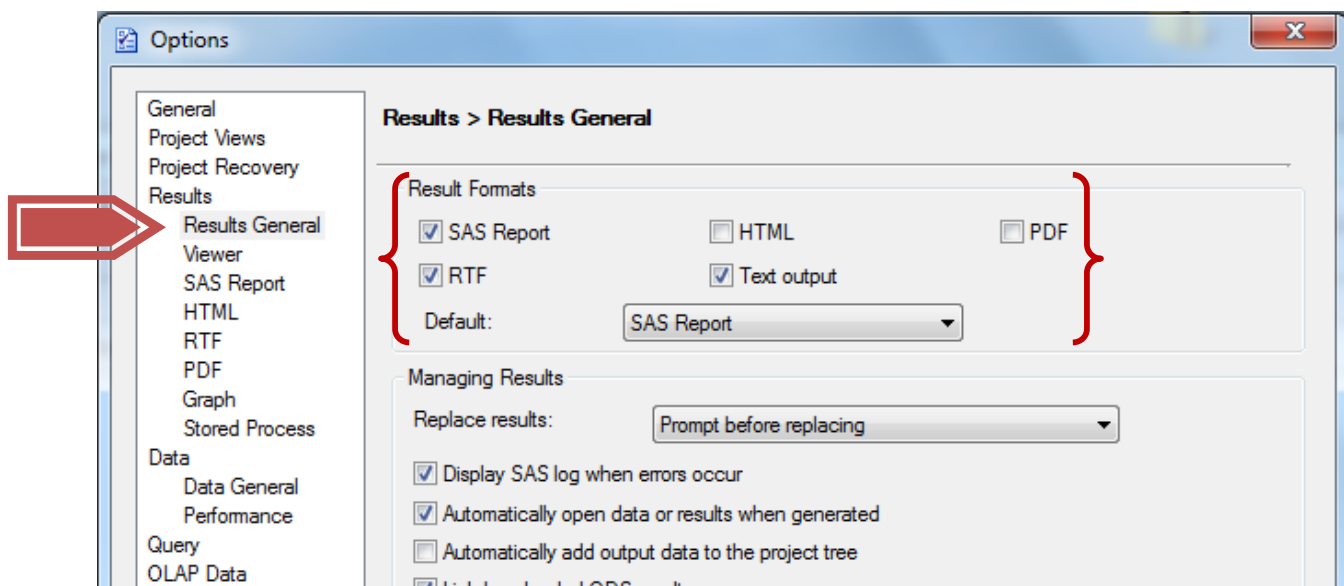 Options
General
Project Views
Project Recovery
Results
Results General
Viewer
SAS Report
HTML
RTF
PDF
Graph
Stored Process
Data
Data General
Performance
Query
OLAP Data
Results > Results General
Result Formats
SAS Report HTML PDF
RTF Text output
Default: SAS Report
Managing Results
Replace results: Prompt before replacing
Display SAS log when errors occur
Automatically open data or results when generated
Automatically add output data to the project tree